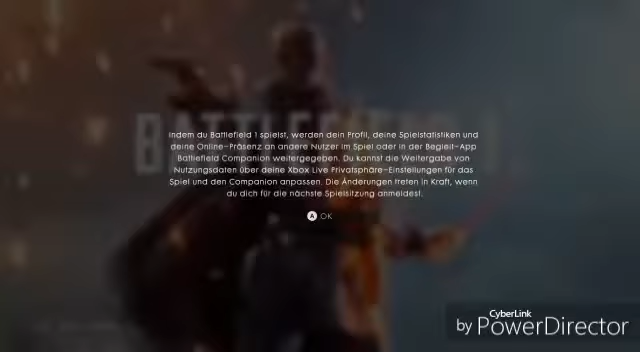 BATTLEFIELD 1
Indem du Battlefield 1 spielst, werden dein Profil, deine Spielstatistiken und
deine Online-Präsenz an andere Nutzer im Spiel oder in der Begleit-App
Battlefield Companion weitergegeben. Du kannst die Weitergabe von
Nutzungsdaten über deine Xbox Live Privatsphäre-Einstellungen für das
Spiel und den Companion anpassen. Die Änderungen treten in Kraft, wenn
du dich für die nächste Spielsitzung anmeldest.
A OK
CyberLink
by PowerDirector